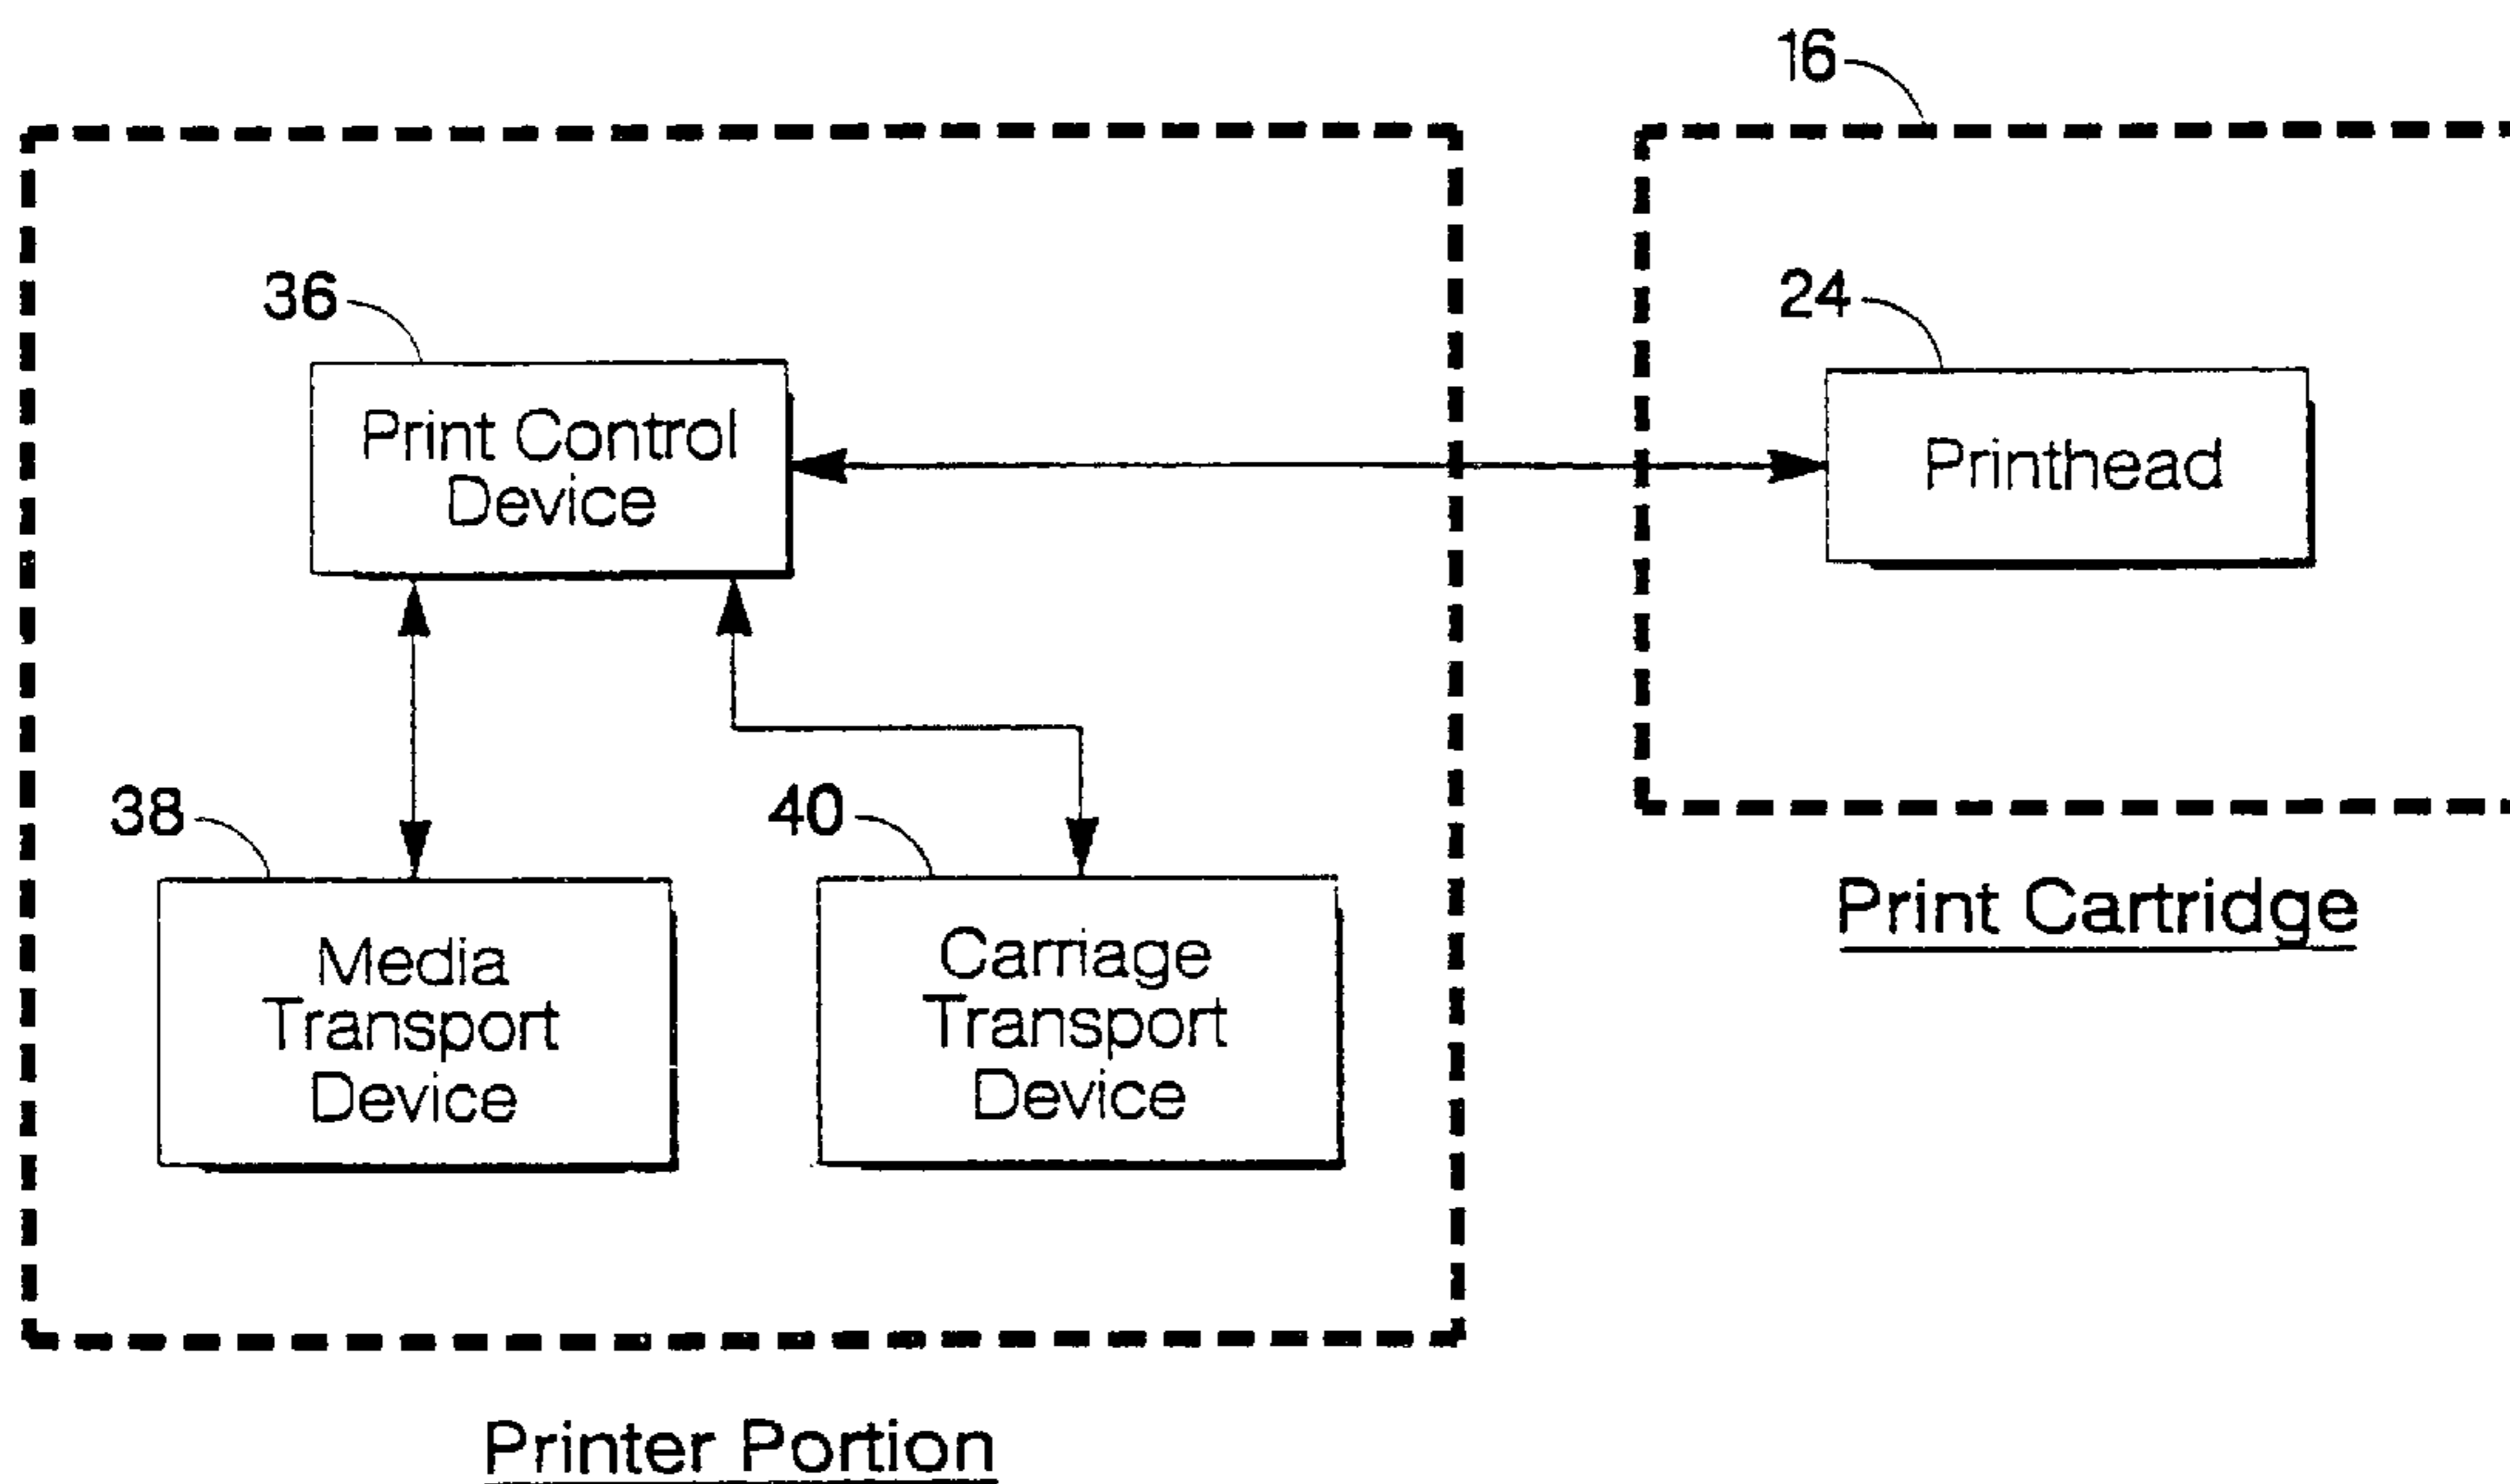 16
36
24
Print Control
Device
Printhead
38
40
Print Cartridge
Media
Transport
Device
Carriage
Transport
Device
Printer Portion